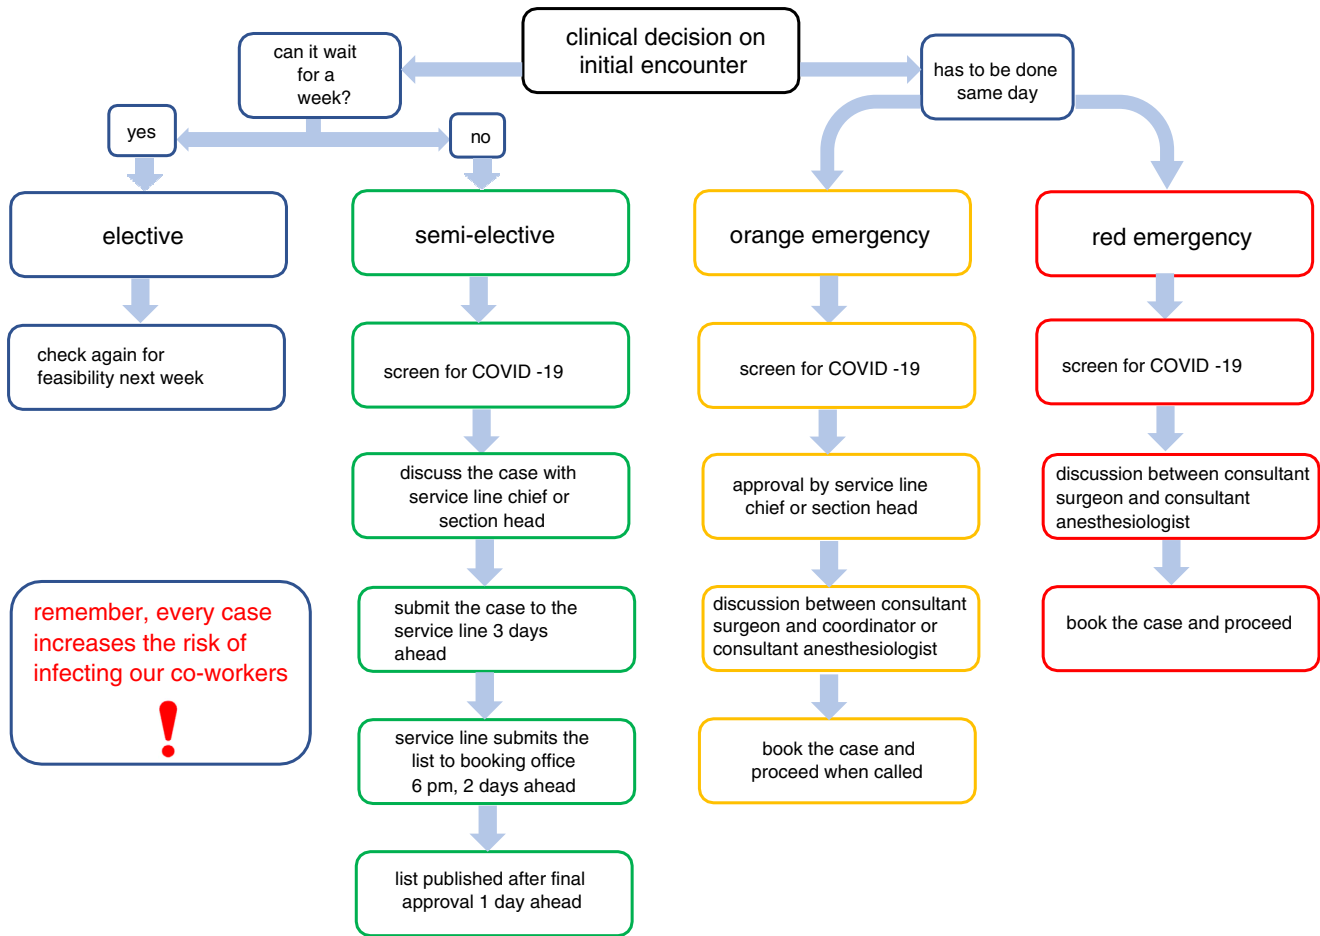 clinical decision on
initial encounter
can it wait
for a
week?
has to be done
same day
yes
no
elective
semi-elective
orange emergency
red emergency
check again for
feasibility next week
screen for COVID -19
screen for COVID -19
screen for COVID -19
discuss the case with
service line chief or
section head
approval by service line
chief or section head
discussion between consultant
surgeon and consultant
anesthesiologist
remember, every case
increases the risk of
infecting our co-workers
!
submit the case to the
service line 3 days
ahead
discussion between consultant
surgeon and coordinator or
consultant anesthesiologist
book the case and proceed
service line submits the
list to booking office
6 pm, 2 days ahead
book the case and
proceed when called
list published after final
approval 1 day ahead